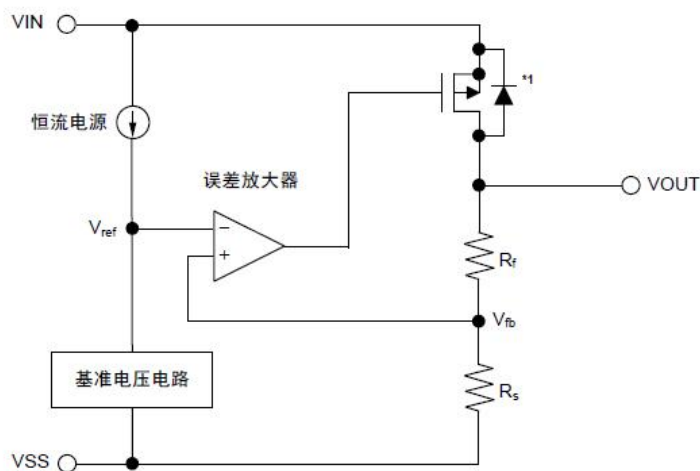 VIN
*1
恒流电源
误差放大器
VOUT
Vref
−
+
Rf
Vfb
基准电压电路
Rs
VSS